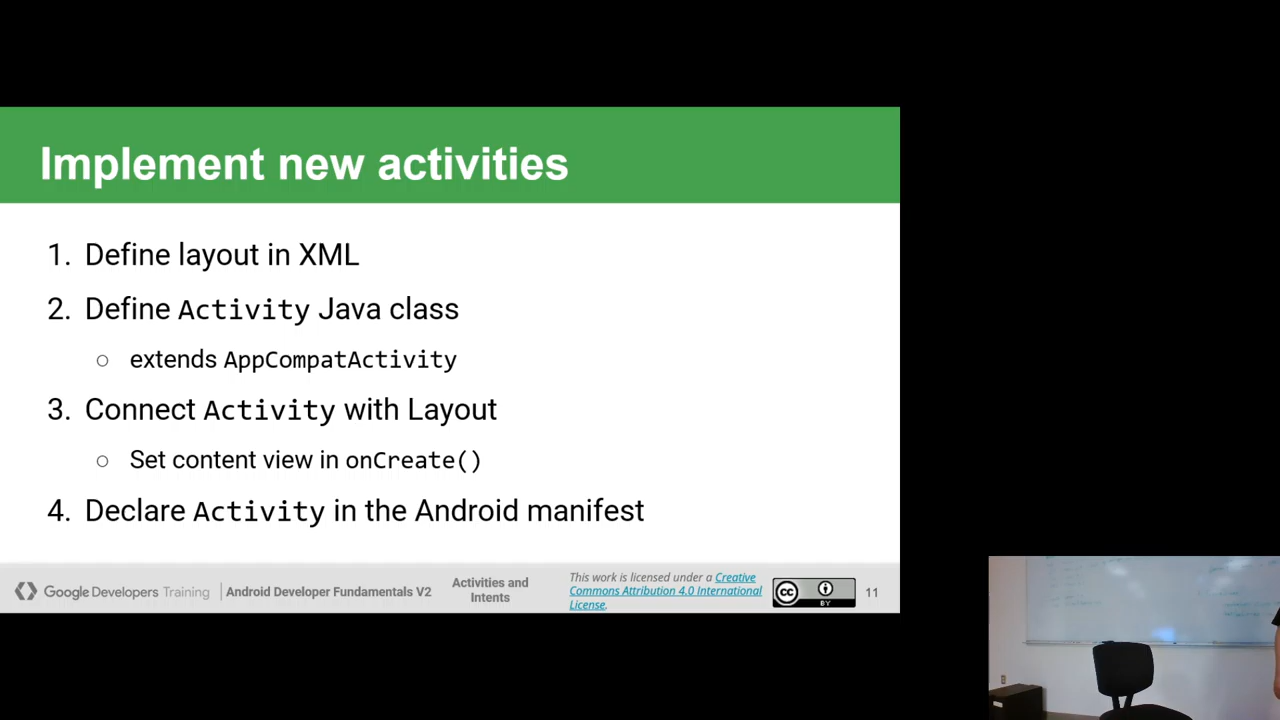 Implement new activities
1. Define layout in XML
2. Define Activity Java class
○ extends AppCompatActivity
3. Connect Activity with Layout
○ Set content view in onCreate()
4. Declare Activity in the Android manifest
Google Developers Training
Android Developer Fundamentals V2
Activities and
Intents
This work is licensed under a Creative
Commons Attribution 4.0 International
License.
cc
BY
11